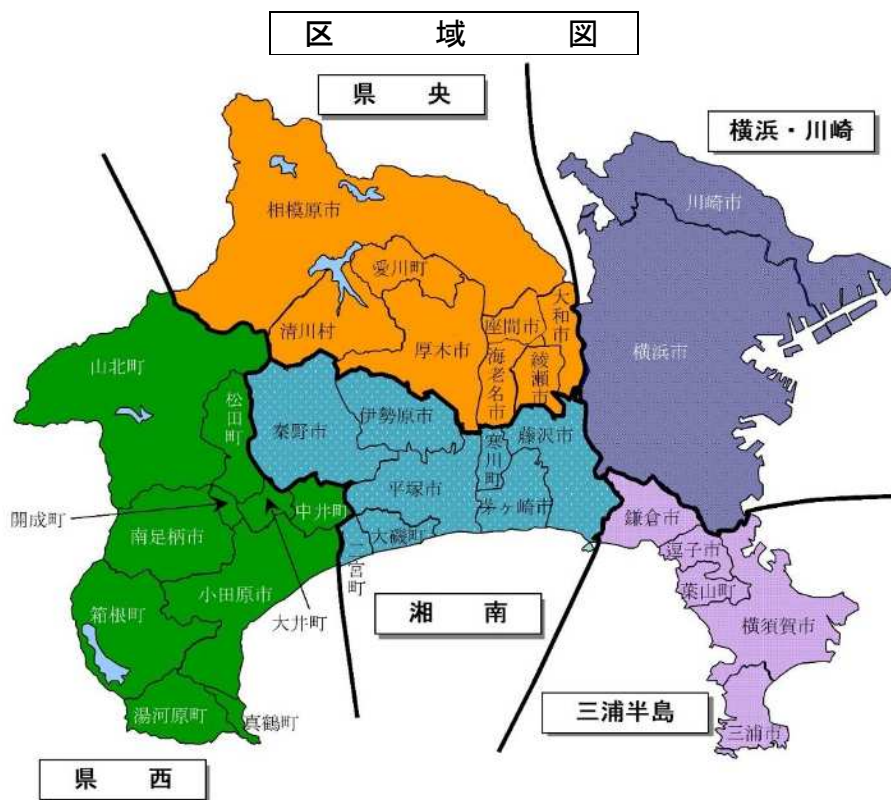 区域図
県央
横浜・川崎
川崎市
相模原市
愛川町
大和市
座間市
清川村
厚木市
海老名市
綾瀬市
横浜市
山北町
松田町
秦野市
伊勢原市
寒川町
藤沢市
平塚市
茅ヶ崎市
中井町
開成町
南足柄市
大磯町
二宮町
鎌倉市
逗子市
葉山町
箱根町
小田原市
大井町
湘南
横須賀市
三浦半島
湯河原町
真鶴町
三浦市
県西